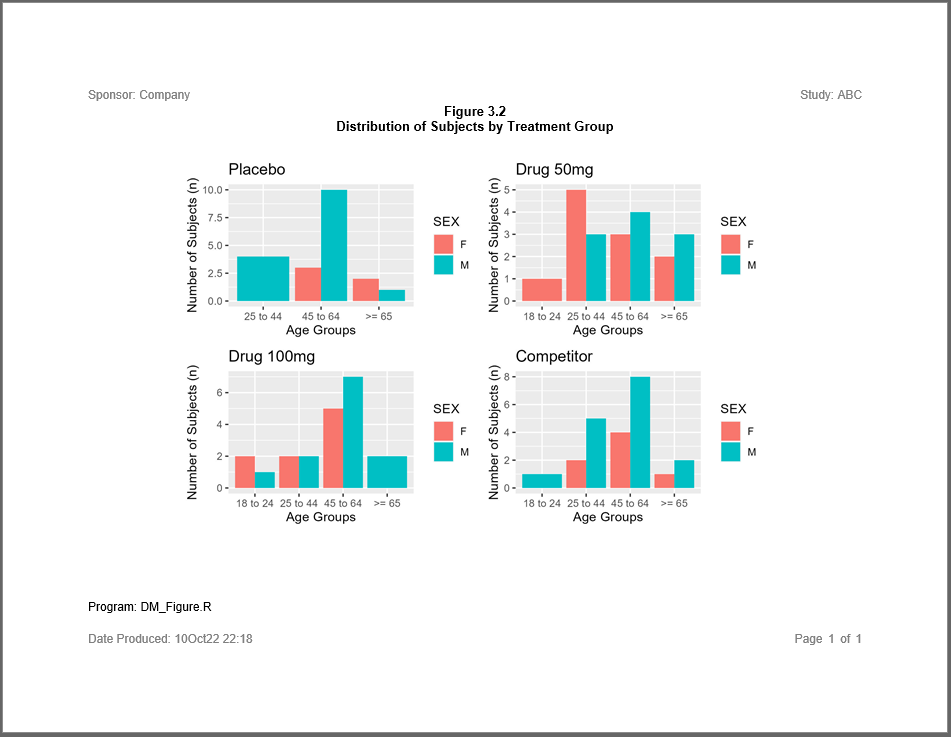 Sponsor: Company Study: ABC
Figure 3.2
Distribution of Subjects by Treatment Group
Placebo
Number of Subjects (n)
10.0
7.5
5.0
2.5
0.0
25 to 44 45 to 64 >= 65
Age Groups
SEX
F
M
Drug 50mg
Number of Subjects (n)
5
4
3
2
1
0
18 to 24 25 to 44 45 to 64 >= 65
Age Groups
SEX
F
M
Drug 100mg
Number of Subjects (n)
6
4
2
0
18 to 24 25 to 44 45 to 64 >= 65
Age Groups
SEX
F
M
Competitor
Number of Subjects (n)
8
6
4
2
0
18 to 24 25 to 44 45 to 64 >= 65
Age Groups
SEX
F
M
Program: DM_Figure.R
Date Produced: 10Oct22 22:18 Page 1 of 1